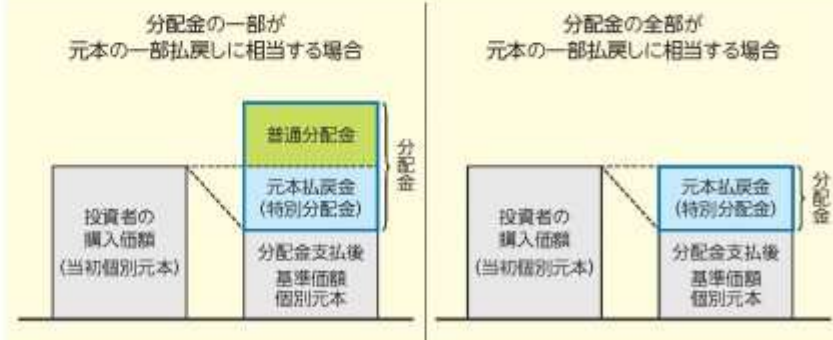 分配金の一部が
元本の一部払戻しに相当する場合
普通分配金
元本払戻金
(特別分配金)
分配金
投資者の
購入価額
(当初個別元本)
分配金支払後
基準価額
個別元本
分配金の全部が
元本の一部払戻しに相当する場合
元本払戻金
(特別分配金)
分配金
投資者の
購入価額
(当初個別元本)
分配金支払後
基準価額
個別元本